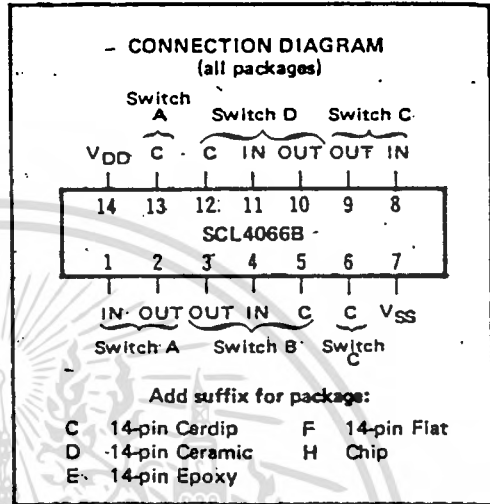 CONNECTION DIAGRAM
(all packages)
Switch A Switch D Switch C
VDD C C IN OUT OUT IN
14 13 12 11 10 9 8
SCL4066B
1 2 3 4 5 6 7
IN OUT OUT IN C C VSS
Switch A Switch B Switch C
Add suffix for package:
C 14-pin Cerdip F 14-pin Flat
D 14-pin Ceramic H Chip
E 14-pin Epoxy